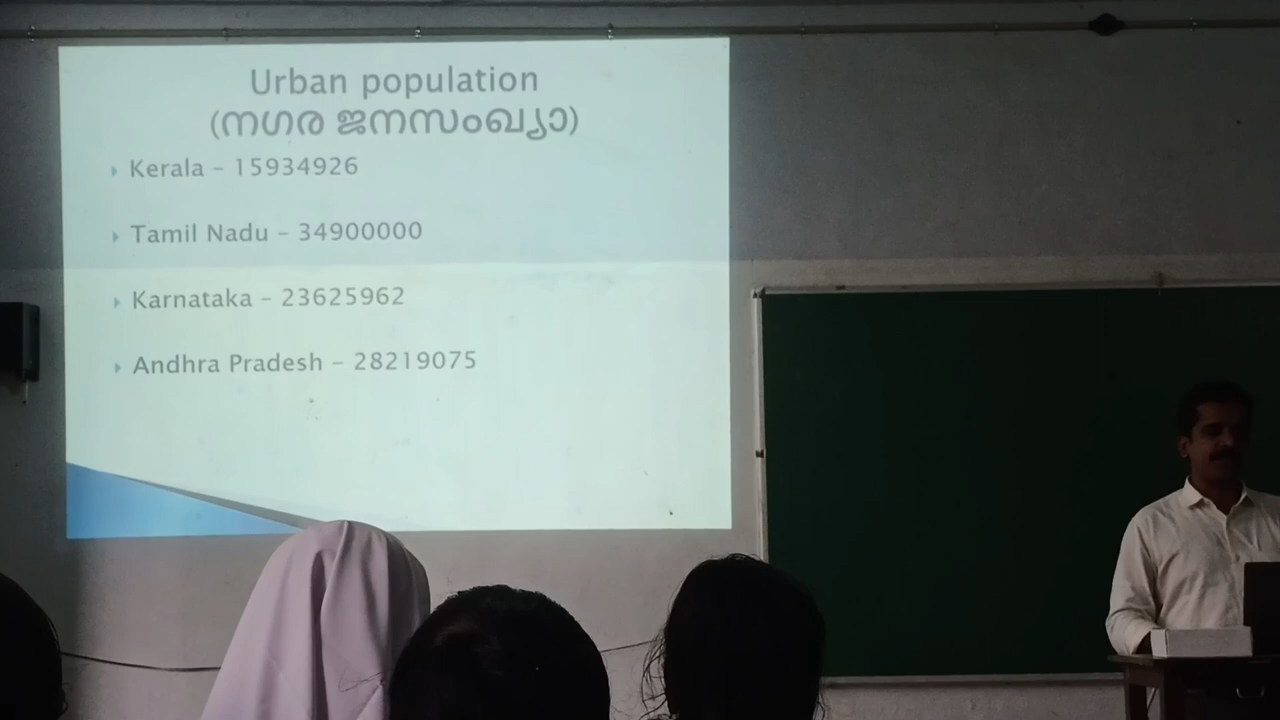 Urban population
(നഗര ജനസംഖ്യാ)
Kerala – 15934926
Tamil Nadu – 34900000
Karnataka – 23625962
Andhra Pradesh – 28219075